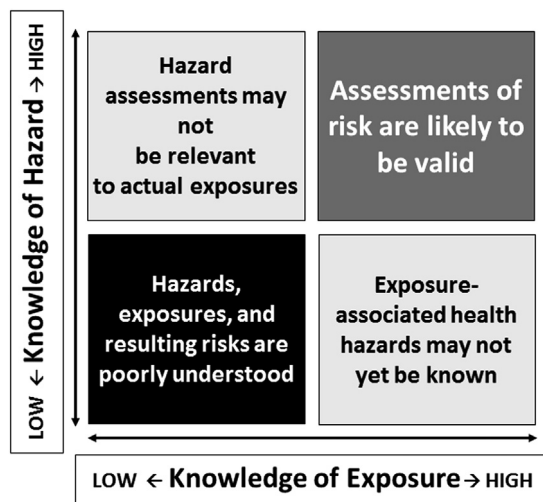 LOW ← Knowledge of Hazard → HIGH
Hazard
assessments may
not
be relevant
to actual exposures
Assessments of
risk are likely to
be valid
Hazards,
exposures, and
resulting risks are
poorly understood
Exposure-
associated health
hazards may not
yet be known
LOW ← Knowledge of Exposure → HIGH